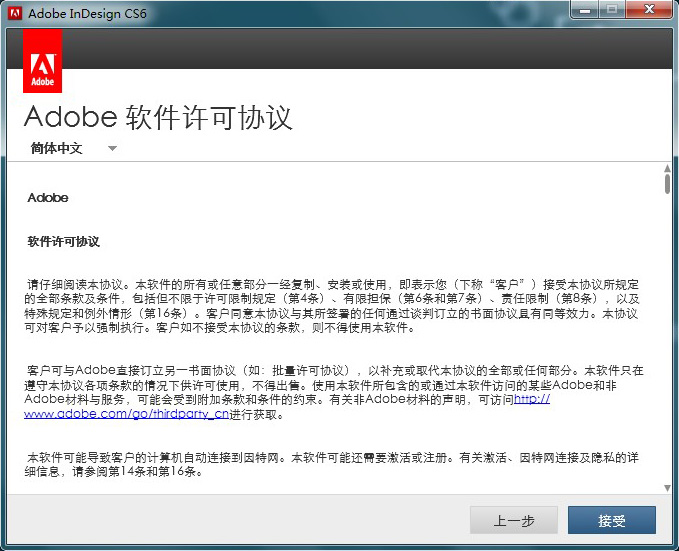 Adobe InDesign CS6
Adobe
Adobe 软件许可协议
简体中文
Adobe
软件许可协议
请仔细阅读本协议。本软件的所有或任意部分一经复制、安装或使用，即表示您（下称“客户”）接受本协议所规定
的全部条款及条件，包括但不限于许可限制规定（第4条）、有限担保（第6条和第7条）、责任限制（第8条），以及
特殊规定和例外情形（第16条）。客户同意本协议与其所签署的任何通过谈判订立的书面协议具有同等效力。本协议
可对客户予以强制执行。客户如不接受本协议的条款，则不得使用本软件。
客户可与Adobe直接订立另一书面协议（如：批量许可协议），以补充或取代本协议的全部或任何部分。本软件只在
遵守本协议各项条款的情况下供许可使用，不得出售。使用本软件所包含的或通过本软件访问的某些Adobe和非
Adobe材料与服务，可能会受到附加条款和条件的约束。有关非Adobe材料的声明，可访问http://
www.adobe.com/go/thirdparty_cn进行获取。
本软件可能导致客户的计算机自动连接到因特网。本软件可能还需要激活或注册。有关激活、因特网连接及隐私的详
细信息，请参阅第14条和第16条。
上一步
接受